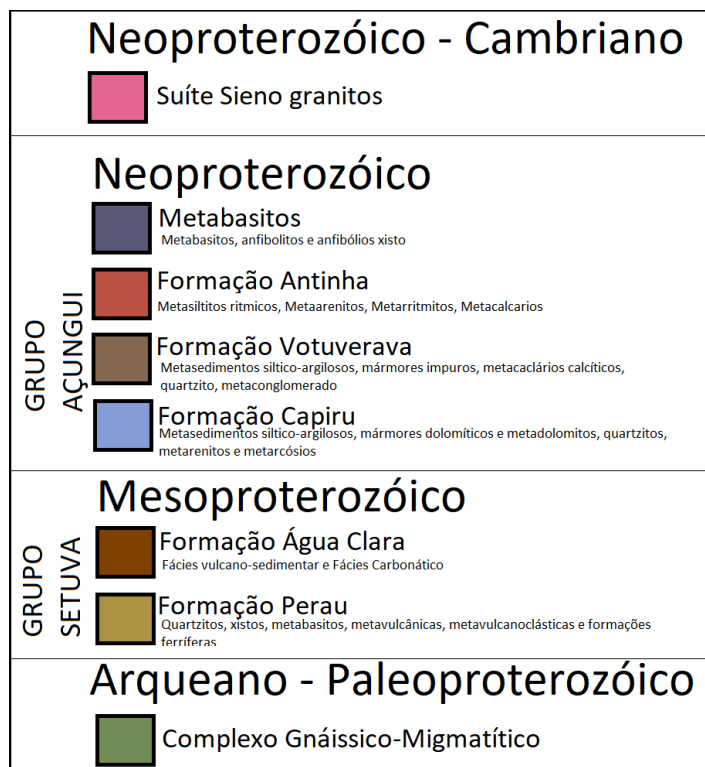 Neoproterozóico - Cambriano
Suíte Sieno granitos
GRUPO AÇUNGUI
Neoproterozóico
Metabasitos
Metabasitos, anfibolitos e anfibólios xisto
Formação Antinha
Metasiltitos ritmicos, Metaarenitos, Metarritmitos, Metacalcarios
Formação Votuverava
Metasedimentos siltico-argilosos, mármores impuros, metacaclários calcíticos,
quartzito, metaconglomerado
Formação Capiru
Metasedimentos siltico-argilosos, mármores dolomíticos e metadolomitos, quartzitos,
metarenitos e metarcósios
GRUPO SETUVA
Mesoproterozóico
Formação Água Clara
Fácies vulcano-sedimentar e Fácies Carbonático
Formação Perau
Quartzitos, xistos, metabasitos, metavulcânicas, metavulcanoclásticas e formações
ferríferas
Arqueano - Paleoproterozóico
Complexo Gnáissico-Migmatítico